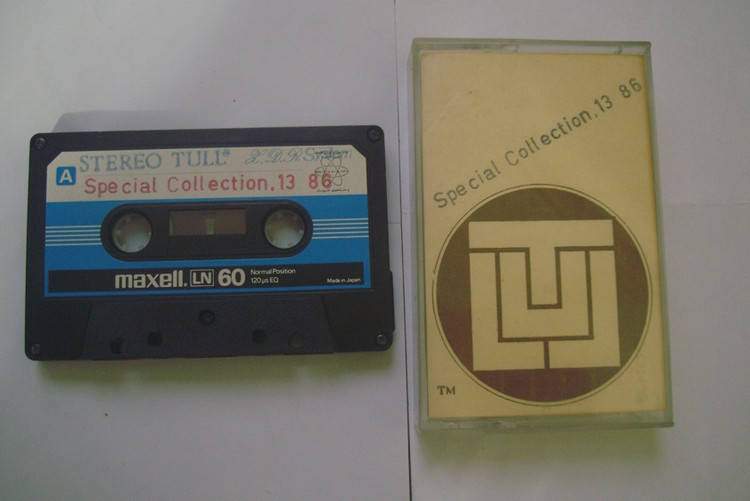 STEREO TULL® X.D.R System
A
Special Collection.13 86
maxell. LN 60
Normal Position
120 μs EQ
Made in Japan
Special Collection.13 86
TM